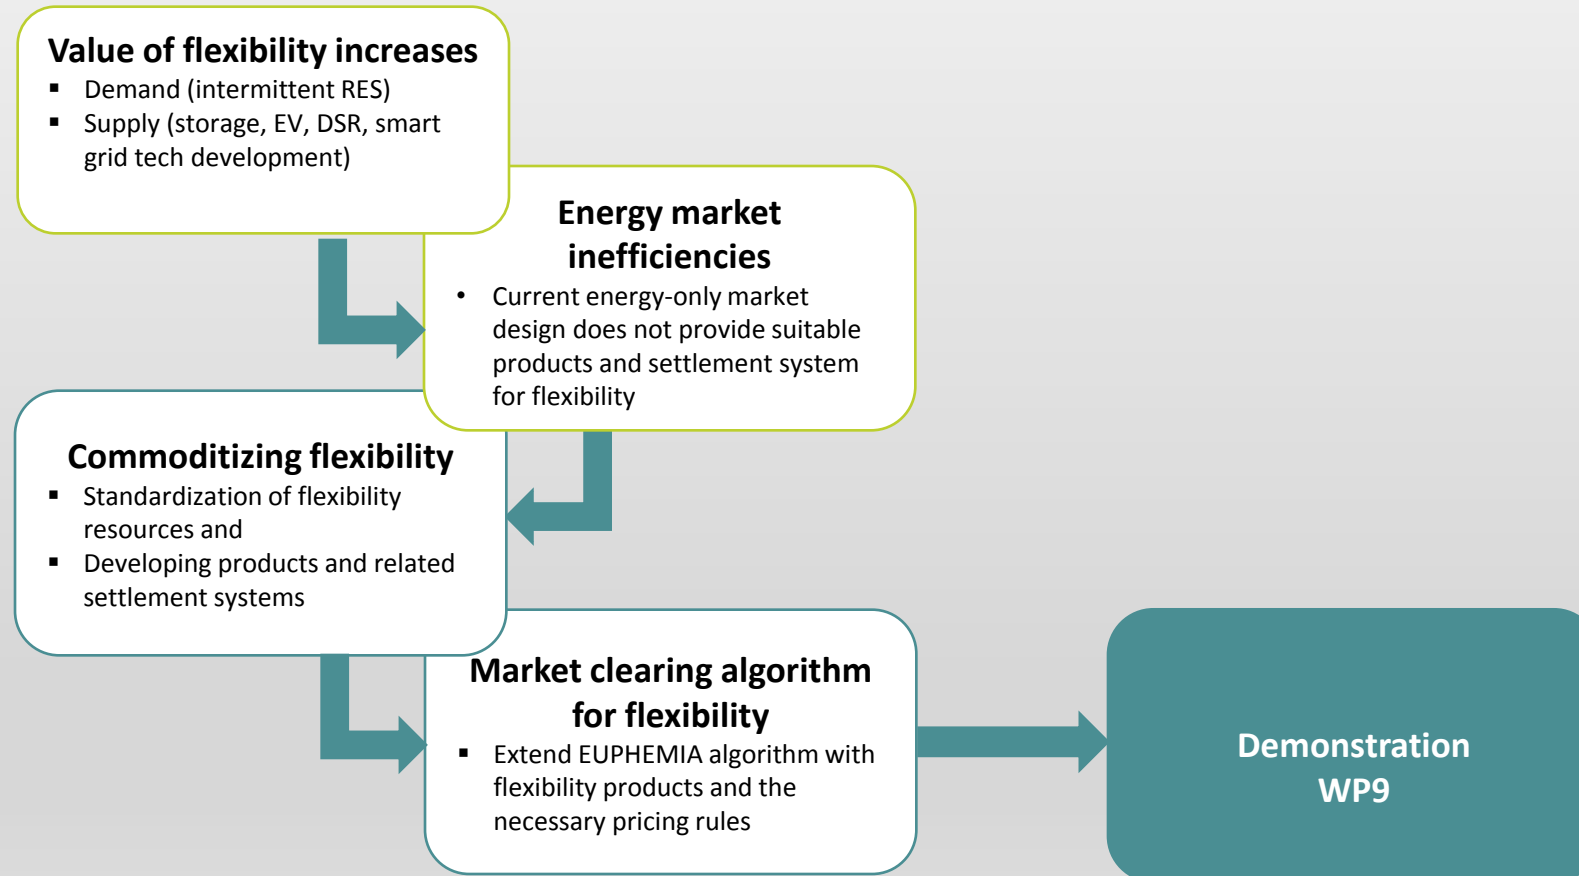 Value of flexibility increases
▪ Demand (intermittent RES)
▪ Supply (storage, EV, DSR, smart
grid tech development)
Energy market
inefficiencies
• Current energy-only market
design does not provide suitable
products and settlement system
for flexibility
Commoditizing flexibility
▪ Standardization of flexibility
resources and
▪ Developing products and related
settlement systems
Market clearing algorithm
for flexibility
▪ Extend EUPHEMIA algorithm with
flexibility products and the
necessary pricing rules
Demonstration
WP9